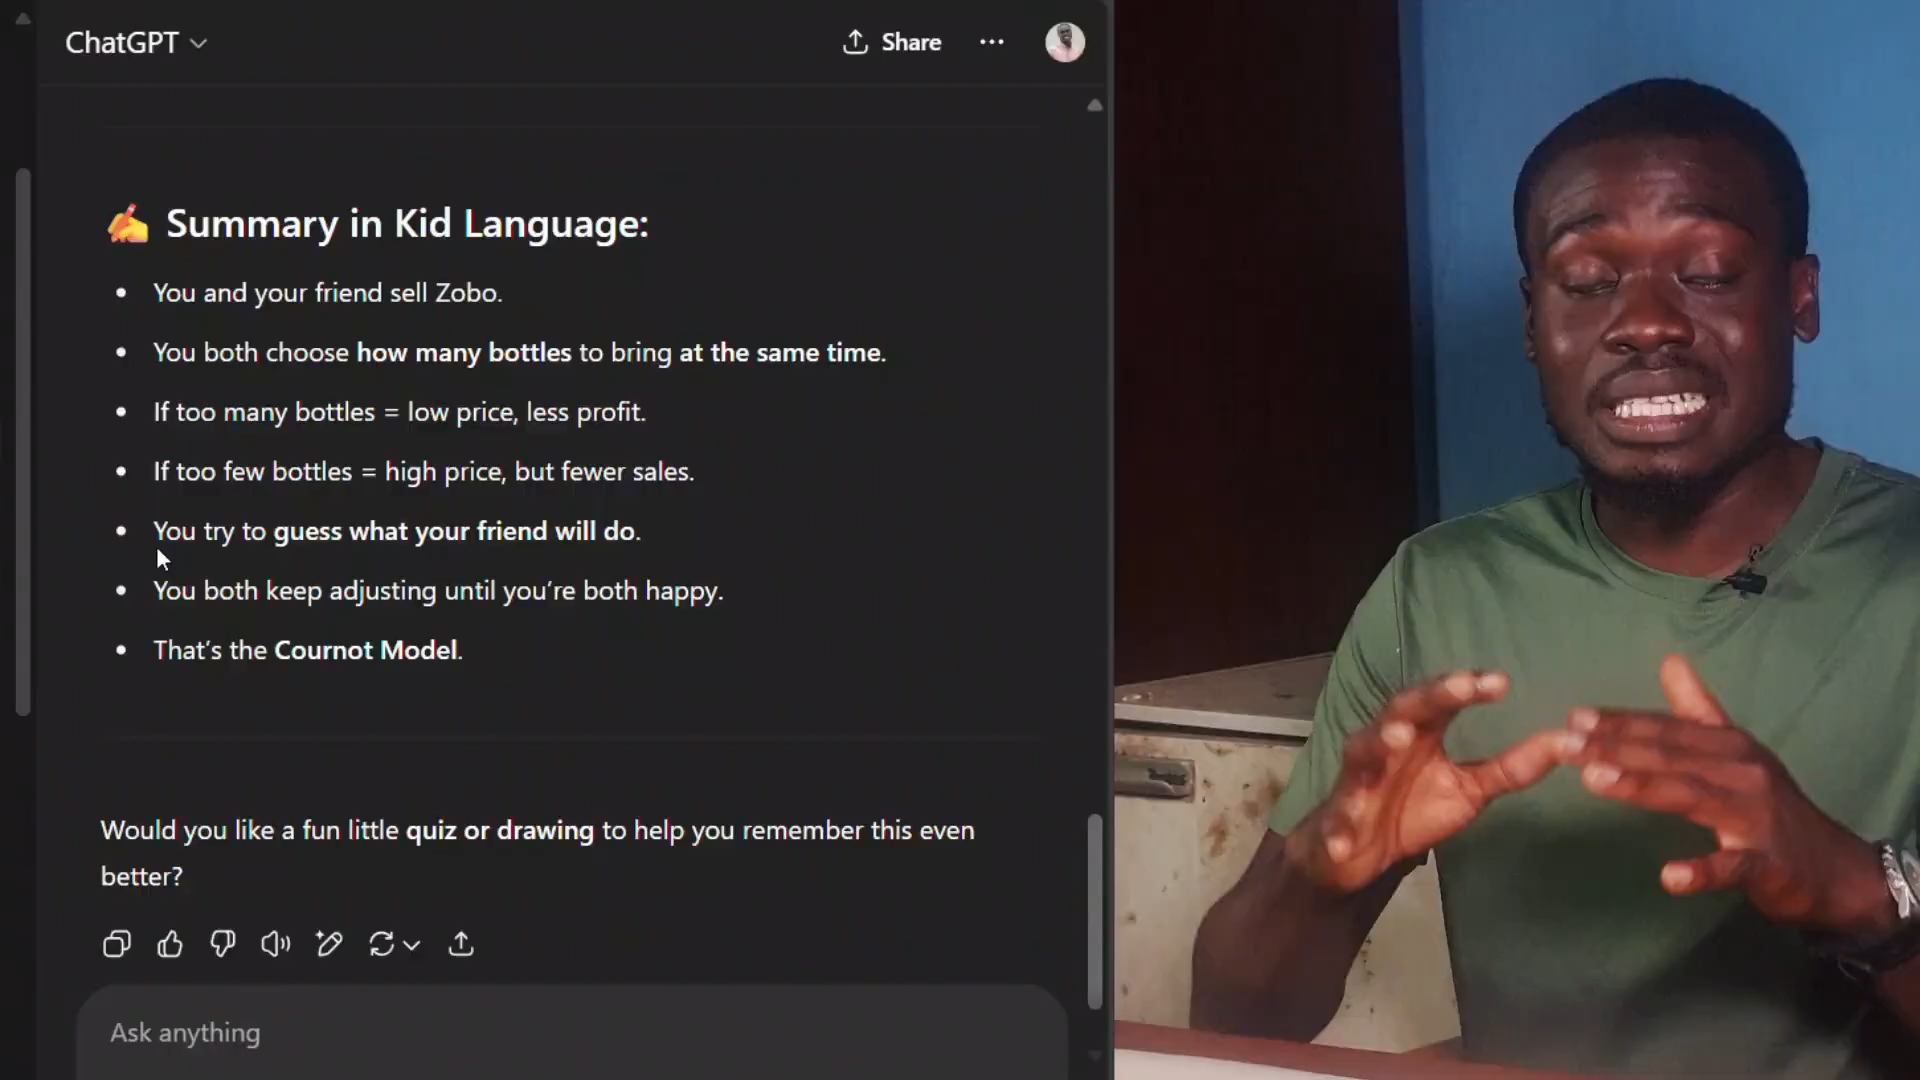 ChatGPT
Share
✍️ Summary in Kid Language:
• You and your friend sell Zobo.
• You both choose how many bottles to bring at the same time.
• If too many bottles = low price, less profit.
• If too few bottles = high price, but fewer sales.
• You try to guess what your friend will do.
• You both keep adjusting until you’re both happy.
• That’s the Cournot Model.
Would you like a fun little quiz or drawing to help you remember this even
better?
Ask anything